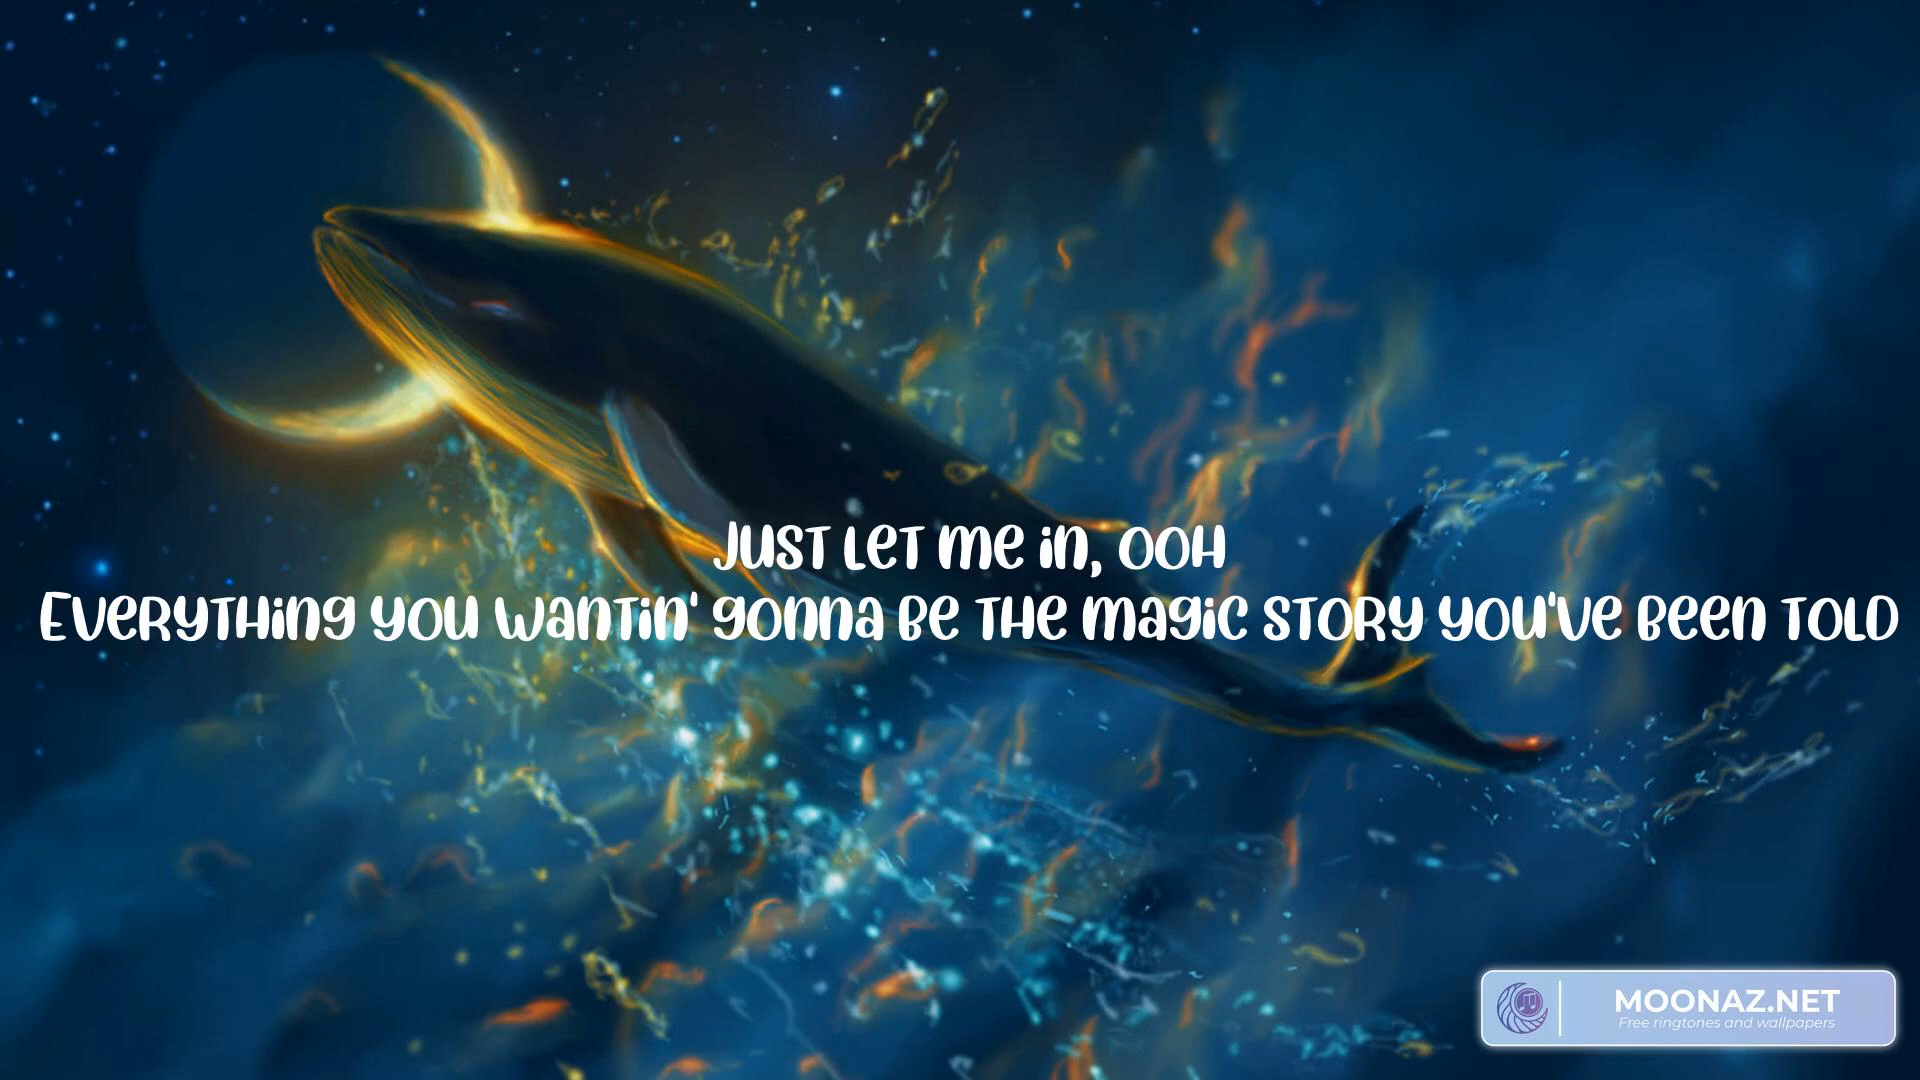 Just let me in, ooh
Everything you wantin' gonna be the magic story you've been told
MOONAZ.NET
Free ringtones and wallpapers